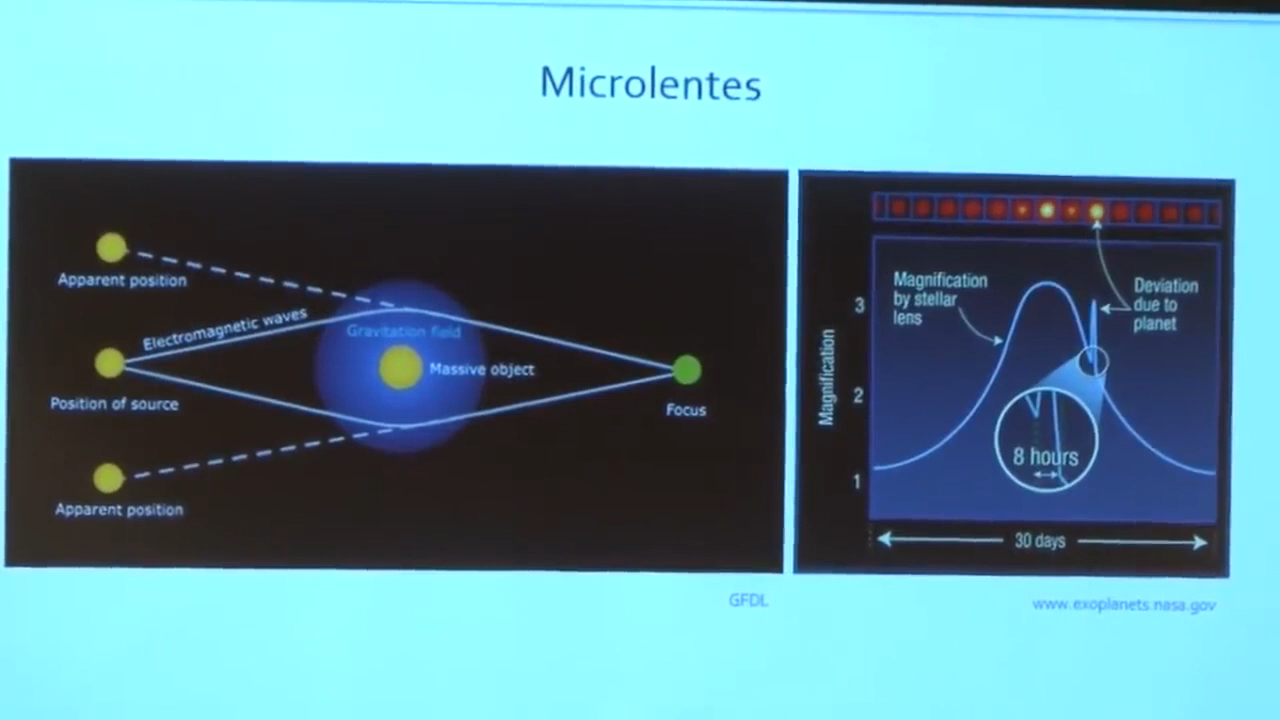 Microlentes
Apparent position
Electromagnetic waves
Gravitation field
Massive object
Position of source
Focus
Apparent position
GFDL
Magnification
by stellar
lens
Deviation
due to
planet
Magnification
3
2
1
8 hours
30 days
www.exoplanets.nasa.gov